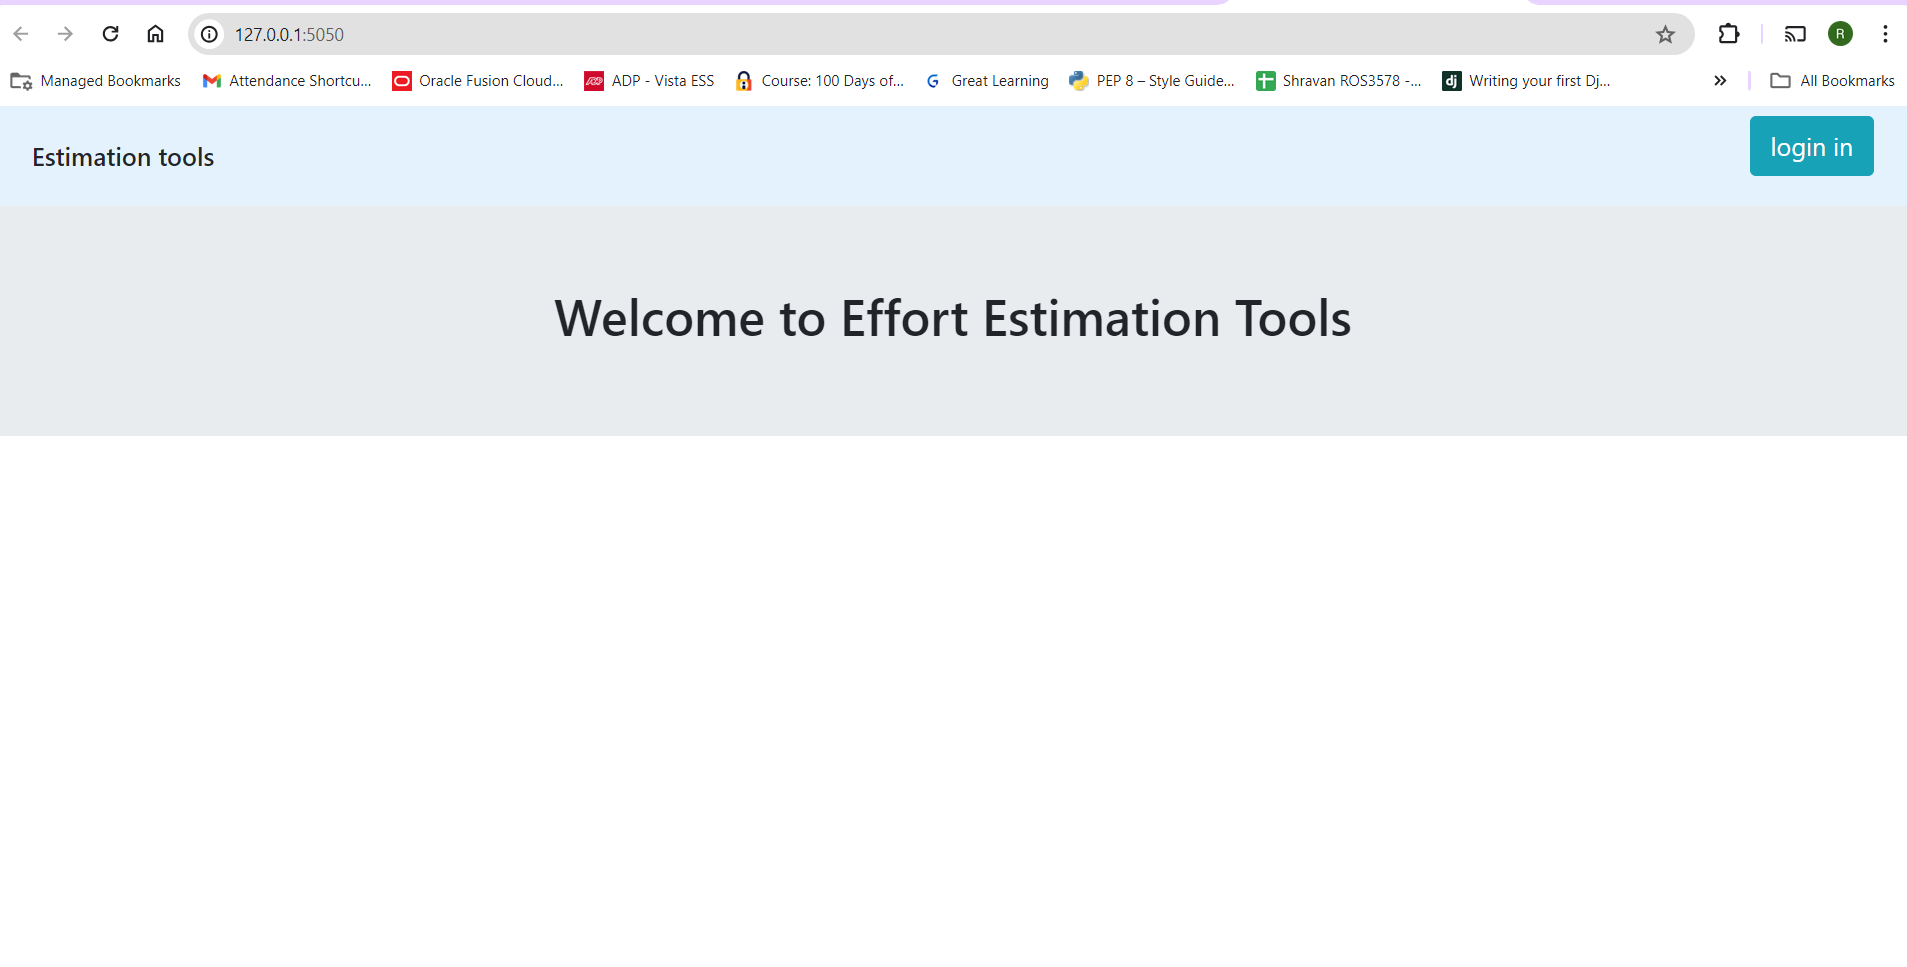 127.0.0.1:5050
R
Managed Bookmarks Attendance Shortcu... Oracle Fusion Cloud... ADP - Vista ESS Course: 100 Days of... Great Learning PEP 8 – Style Guide... Shravan ROS3578 -... dj Writing your first Dj... » All Bookmarks
Estimation tools login in
Welcome to Effort Estimation Tools